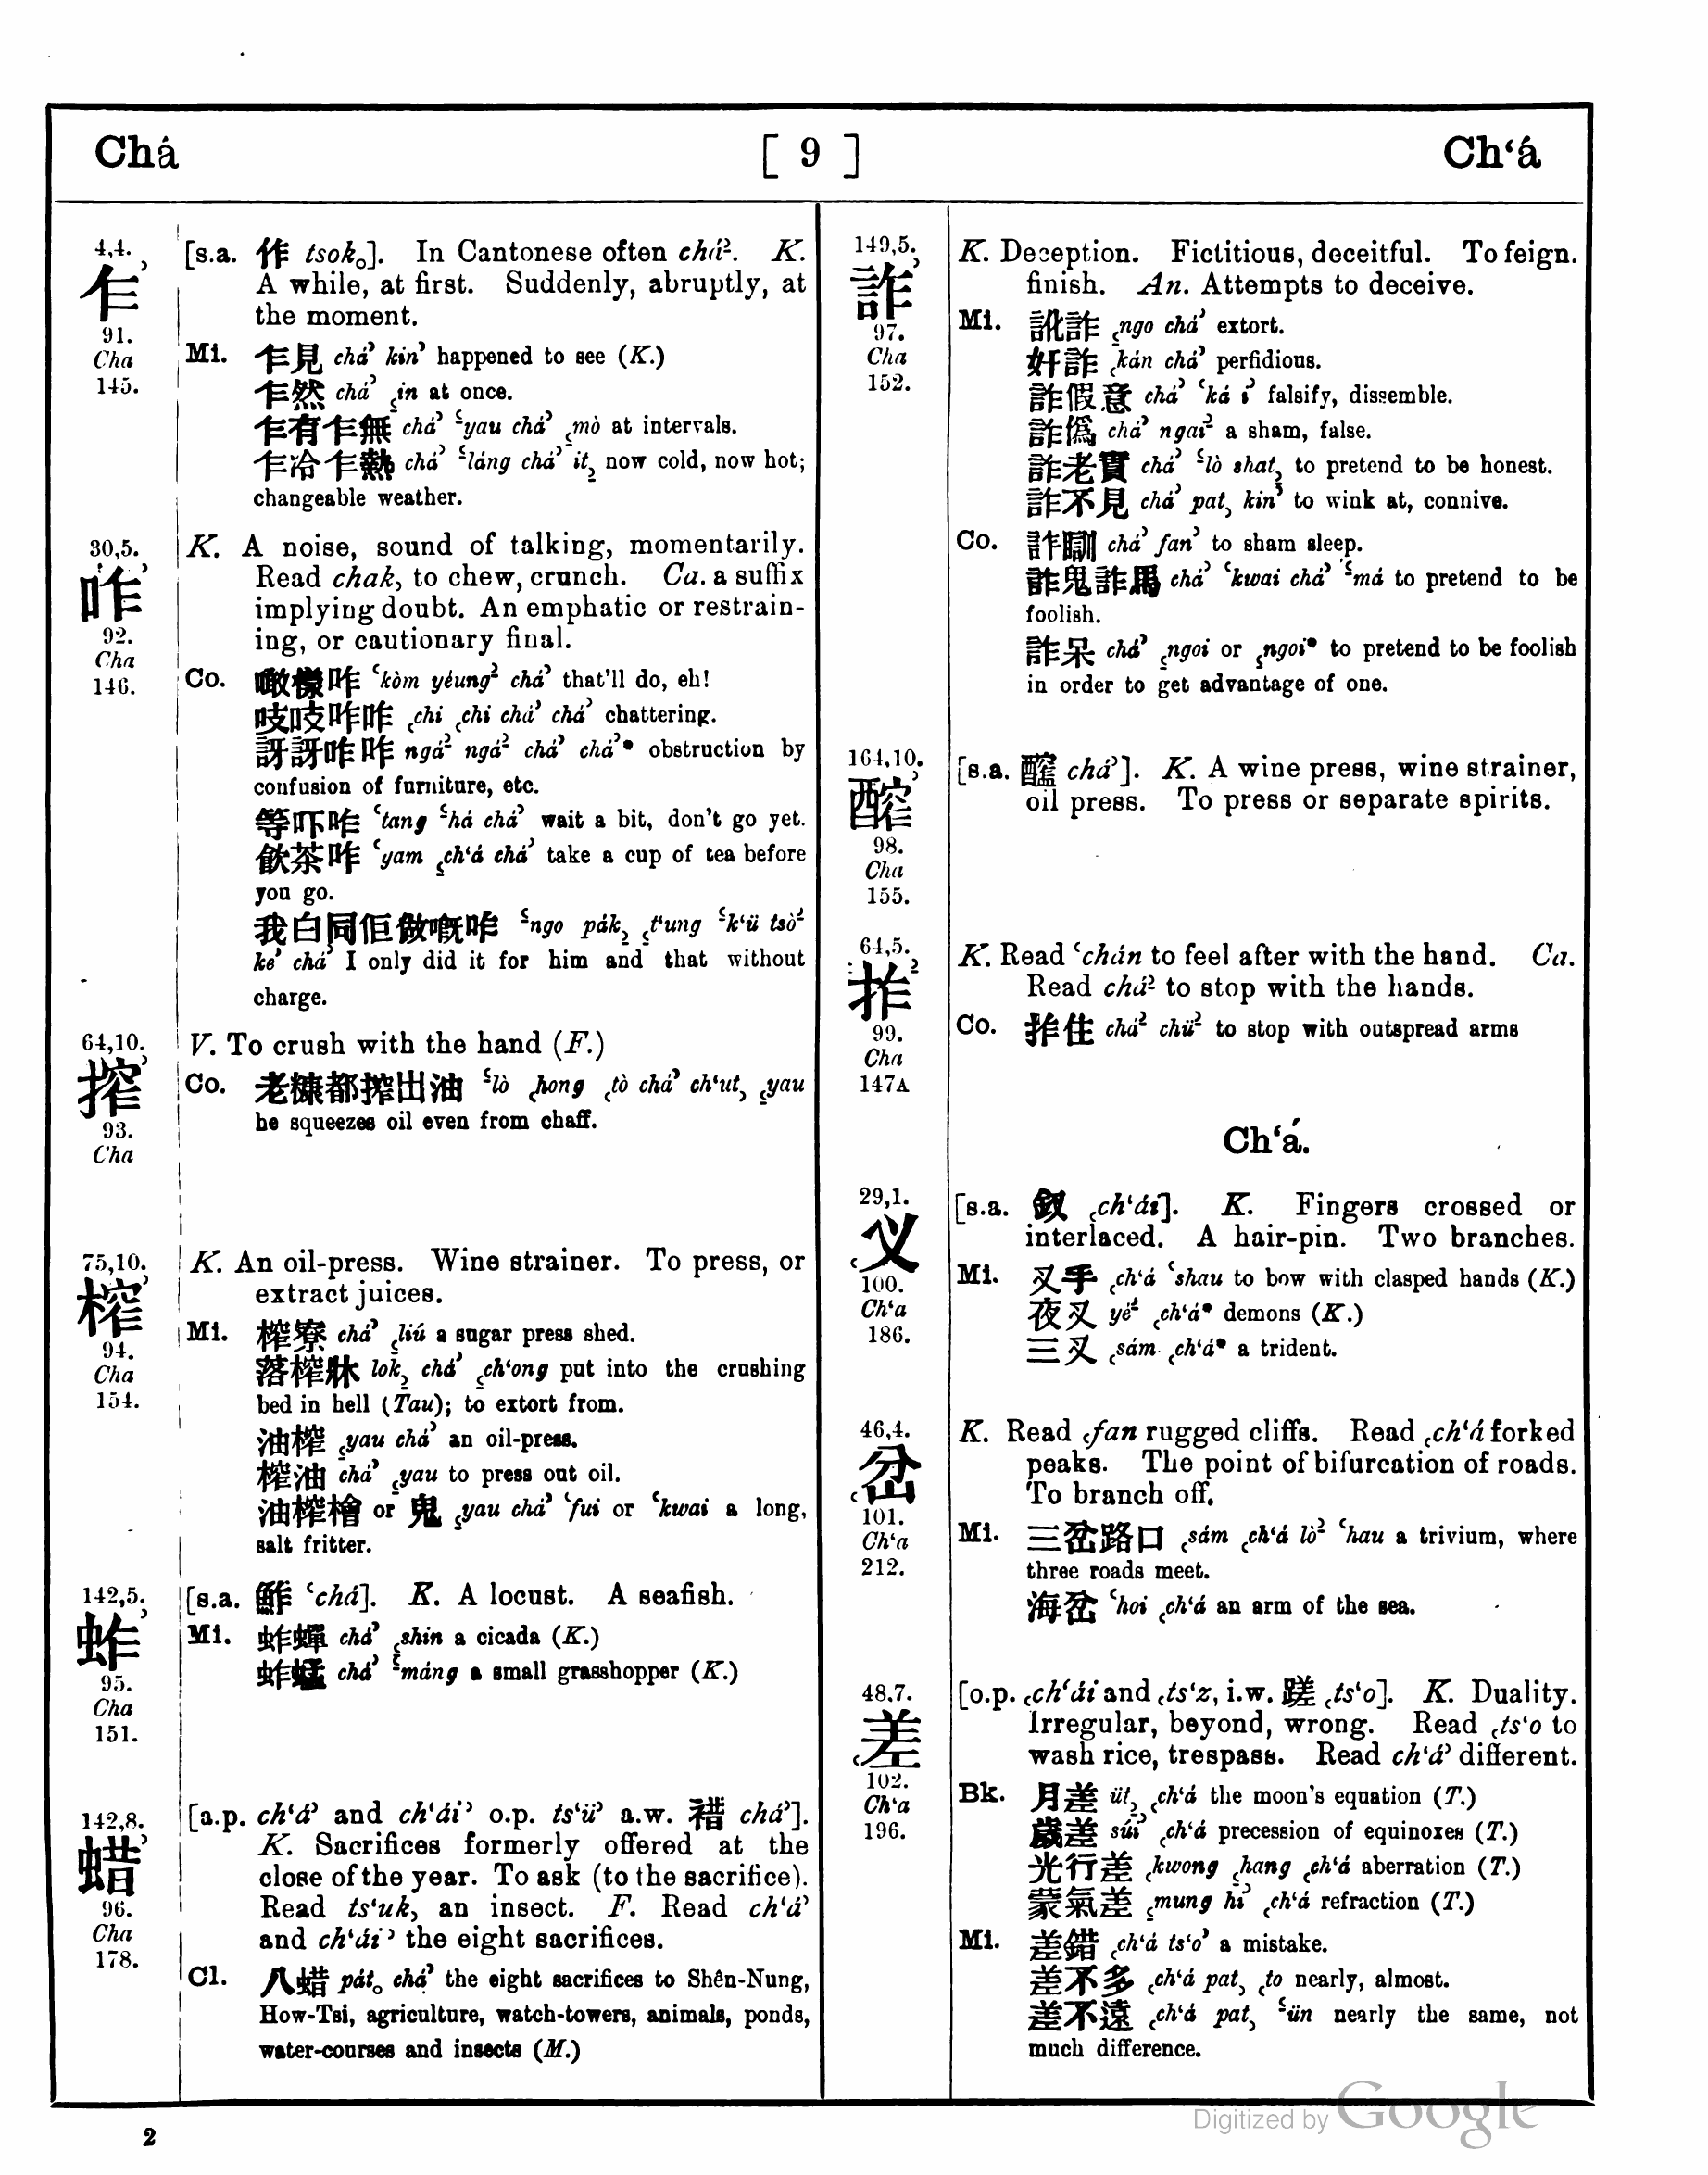 Chá [ 9 ] Ch‘á
4,4.
乍
91.
Cha
145.
[s.a. 作 tsok。]. In Cantonese often chá². K.
A while, at first. Suddenly, abruptly, at
the moment.
Mi. 乍見 chá’ kin’ happened to see (K.)
乍然 chá’ ꜁in at once.
乍有乍無 chá’ ꜃yau chá’ ꜁mò at intervals.
乍冷乍熱 chá’ ꜃láng chá’ it꜇ now cold, now hot;
changeable weather.
30,5.
咋
92.
Cha
146.
K. A noise, sound of talking, momentarily.
Read chak꜆ to chew, crunch. Ca. a suffix
implying doubt. An emphatic or restrain-
ing, or cautionary final.
Co. 噉樣咋 ‘kòm yéung² chá’ that'll do, eh!
吱吱咋咋 ꜀chi ꜀chi chá’ chá’ chattering.
訝訝咋咋 ngá² ngá² chá’ chá’* obstruction by
confusion of furniture, etc.
等吓咋 ‘tang ꜃há chá’ wait a bit, don't go yet.
飲茶咋 ‘yam ꜁ch‘á chá’ take a cup of tea before
you go.
我白同佢做嘅咋 ꜃ngo pák꜇ ꜁t‘ung ꜃k‘ü tsò²
ke’ chá’ I only did it for him and that without
charge.
64,10.
搾
93.
Cha
V. To crush with the hand (F.)
Co. 老糠都搾出油 ꜃lò ꜀hong ꜀tò chá’ ch‘ut꜆ ꜁yau
he squeezes oil even from chaff.
75,10.
榨
94.
Cha
154.
K. An oil-press. Wine strainer. To press, or
extract juices.
Mi. 榨寮 chá’ ꜁liú a sugar press shed.
落榨牀 lok꜇ chá’ ꜁ch‘ong put into the crushing
bed in hell (Tau); to extort from.
油榨 ꜁yau chá’ an oil-press.
榨油 chá’ ꜁yau to press out oil.
油榨檜 or 鬼 ꜁yau chá’ ‘fui or ‘kwai a long,
salt fritter.
142,5.
蚱
95.
Cha
151.
[s.a. 鮓 ‘chá]. K. A locust. A seafish.
Mi. 蚱蟬 chá’ ꜁shin a cicada (K.)
蚱蜢 chá’ ꜃máng a small grasshopper (K.)
142,8.
蜡
96.
Cha
178.
[a.p. ch‘á’ and ch‘ái’ o.p. ts‘ü’ a.w. 䄍 chá’].
K. Sacrifices formerly offered at the
close of the year. To ask (to the sacrifice).
Read ts‘uk꜆ an insect. F. Read ch‘á’
and ch‘ái’ the eight sacrifices.
Cl. 八蜡 pát。 chá’ the eight sacrifices to Shên-Nung,
How-Tsi, agriculture, watch-towers, animals, ponds,
water-courses and insects (M.)
2
149,5.
詐
97.
Cha
152.
K. Deception. Fictitious, deceitful. To feign.
finish. An. Attempts to deceive.
Mi. 訛詐 ꜁ngo chá’ extort.
奸詐 ꜀kán chá’ perfidious.
詐假意 chá’ ‘ká í’ falsify, dissemble.
詐僞 chá’ ngai² a sham, false.
詐老實 chá’ ꜃lò shat꜇ to pretend to be honest.
詐不見 chá’ pat꜆ kin’ to wink at, connive.
Co. 詐瞓 chá’ fan’ to sham sleep.
詐鬼詐馬 chá’ ‘kwai chá’ ꜃má to pretend to be
foolish.
詐呆 chá’ ꜁ngoi or ꜀ngoi* to pretend to be foolish
in order to get advantage of one.
164,10.
醡
98.
Cha
155.
[s.a. chá’]. K. A wine press, wine strainer,
oil press. To press or separate spirits.
64,5.
拃
99.
Cha
147A
K. Read ‘chán to feel after with the hand. Ca.
Read chá² to stop with the hands.
Co. 拃住 chá² chü² to stop with outspread arms
Ch‘á.
29,1.
义
100.
Ch‘a
186.
[s.a. 釵 ꜀ch‘ái]. K. Fingers crossed or
interlaced. A hair-pin. Two branches.
Mi. 叉手 ꜀ch‘á ‘shau to bow with clasped hands (K.)
夜叉 yé² ꜀ch‘á* demons (K.)
三叉 ꜀sám ꜀ch‘á* a trident.
46,4.
岔
101.
Ch‘a
212.
K. Read ꜀fan rugged cliffs. Read ꜀ch‘á forked
peaks. The point of bifurcation of roads.
To branch off.
Mi. 三岔路口 ꜀sám ꜀ch‘á lò² ‘hau a trivium, where
three roads meet.
海岔 ‘hoi ꜀ch‘á an arm of the sea.
48,7.
差
102.
Ch‘a
196.
[o.p. ꜀ch‘ái and ꜀ts‘z, i.w. 蹉 ꜀ts‘o]. K. Duality.
Irregular, beyond, wrong. Read ꜀ts‘o to
wash rice, trespass. Read ch‘á’ different.
Bk. 月差 üt꜇ ꜀ch‘á the moon's equation (T.)
歲差 súi’ ꜀ch‘á precession of equinoxes (T.)
光行差 ꜀kwong ꜁hang ꜀ch‘á aberration (T.)
蒙氣差 ꜁mung hí’ ꜀ch‘á refraction (T.)
Mi. 差錯 ꜀ch‘á ts‘o’ a mistake.
差不多 ꜀ch‘á pat꜆ ꜀to nearly, almost.
差不遠 ꜀ch‘á pat꜆ ꜃ün nearly the same, not
much difference.
Digitized by Google